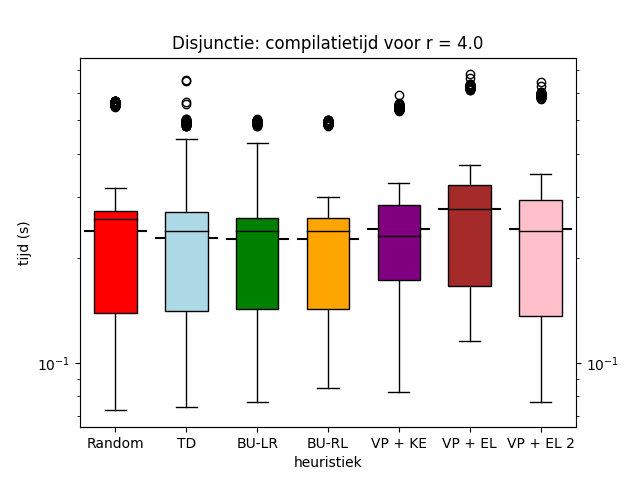 Disjunctie: compilatietijd voor r = 4.0
tijd (s)
10⁻¹
10⁻¹
Random TD BU-LR BU-RL VP + KE VP + EL VP + EL 2
heuristiek